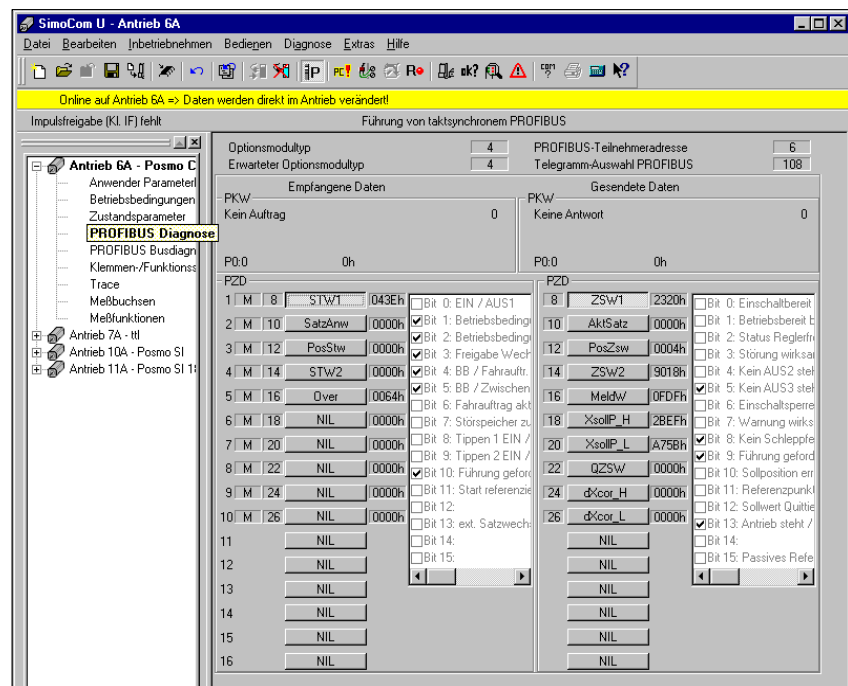 SimoCom U - Antrieb 6A
Datei Bearbeiten Inbetriebnehmen Bedienen Diagnose Extras Hilfe
Online auf Antrieb 6A => Daten werden direkt im Antrieb verändert!
Impulsfreigabe (Kl. IF) fehlt Führung von taktsynchronem PROFIBUS
Antrieb 6A - Posmo C
Anwender Parameterl
Betriebsbedingungen
Zustandsparameter
PROFIBUS Diagnose
PROFIBUS Busdiagn
Klemmen-/Funktionss
Trace
Meßbuchsen
Meßfunktionen
Antrieb 7A - ttl
Antrieb 10A - Posmo SI
Antrieb 11A - Posmo SI 18
Optionsmodultyp 4 PROFIBUS-Teilnehmeradresse 6
Erwarteter Optionsmodultyp 4 Telegramm-Auswahl PROFIBUS 108
Empfangene Daten
PKW
Kein Auftrag 0
P0:0 0h
Gesendete Daten
PKW
Keine Antwort 0
P0:0 0h
PZD
1 M 8 STW1 043Eh
2 M 10 SatzAnw 0000h
3 M 12 PosStw 0000h
4 M 14 STW2 0000h
5 M 16 Over 0064h
6 M 18 NIL 0000h
7 M 20 NIL 0000h
8 M 22 NIL 0000h
9 M 24 NIL 0000h
10 M 26 NIL 0000h
11 NIL
12 NIL
13 NIL
14 NIL
15 NIL
16 NIL
Bit 0: EIN / AUS1
Bit 1: Betriebsbeding
Bit 2: Betriebsbeding
Bit 3: Freigabe Wech
Bit 4: BB / Fahrauftr.
Bit 5: BB / Zwischen
Bit 6: Fahrauftrag akt
Bit 7: Störspeicher zu
Bit 8: Tippen 1 EIN /
Bit 9: Tippen 2 EIN /
Bit 10: Führung gefor
Bit 11: Start referenzie
Bit 12:
Bit 13: ext. Satzwech
Bit 14:
Bit 15:
PZD
8 ZSW1 2320h
10 AktSatz 0000h
12 PosZsw 0004h
14 ZSW2 9018h
16 MeldW 0FDFh
18 XsollP_H 2BEFh
20 XsollP_L A75Bh
22 QZSW 0000h
24 dXcor_H 0000h
26 dXcor_L 0000h
NIL
NIL
NIL
NIL
NIL
NIL
Bit 0: Einschaltbereit
Bit 1: Betriebsbereit b
Bit 2: Status Reglerfr
Bit 3: Störung wirksa
Bit 4: Kein AUS2 steh
Bit 5: Kein AUS3 steh
Bit 6: Einschaltsperre
Bit 7: Warnung wirks
Bit 8: Kein Schleppfe
Bit 9: Führung geford
Bit 10: Sollposition err
Bit 11: Referenzpunkt
Bit 12: Sollwert Quittie
Bit 13: Antrieb steht /
Bit 14:
Bit 15: Passives Refe